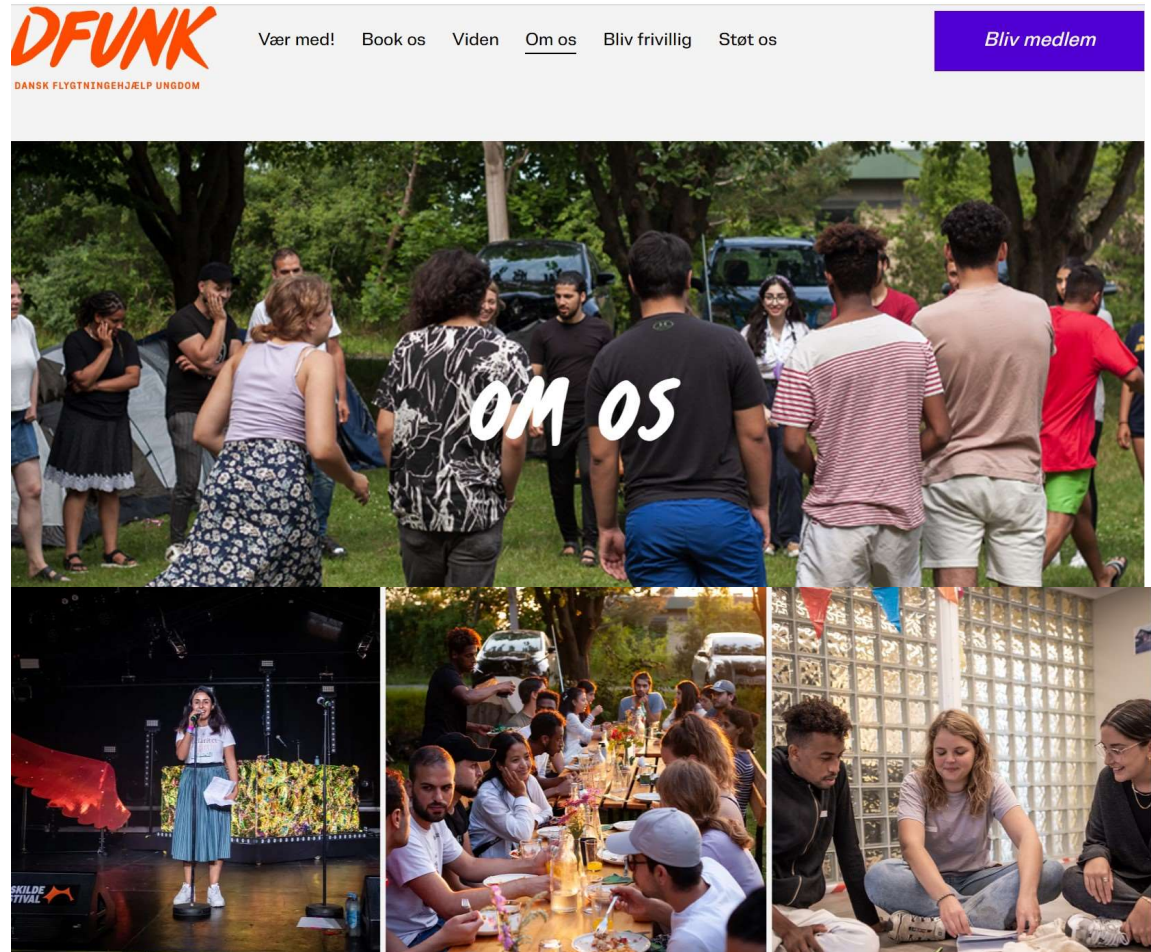 DFUNK
DANSK FLYGTNINGEHJÆLP UNGDOM
Vær med! Book os Viden Om os Bliv frivillig Støt os
Bliv medlem
OM OS
SKILDE
TIVAL